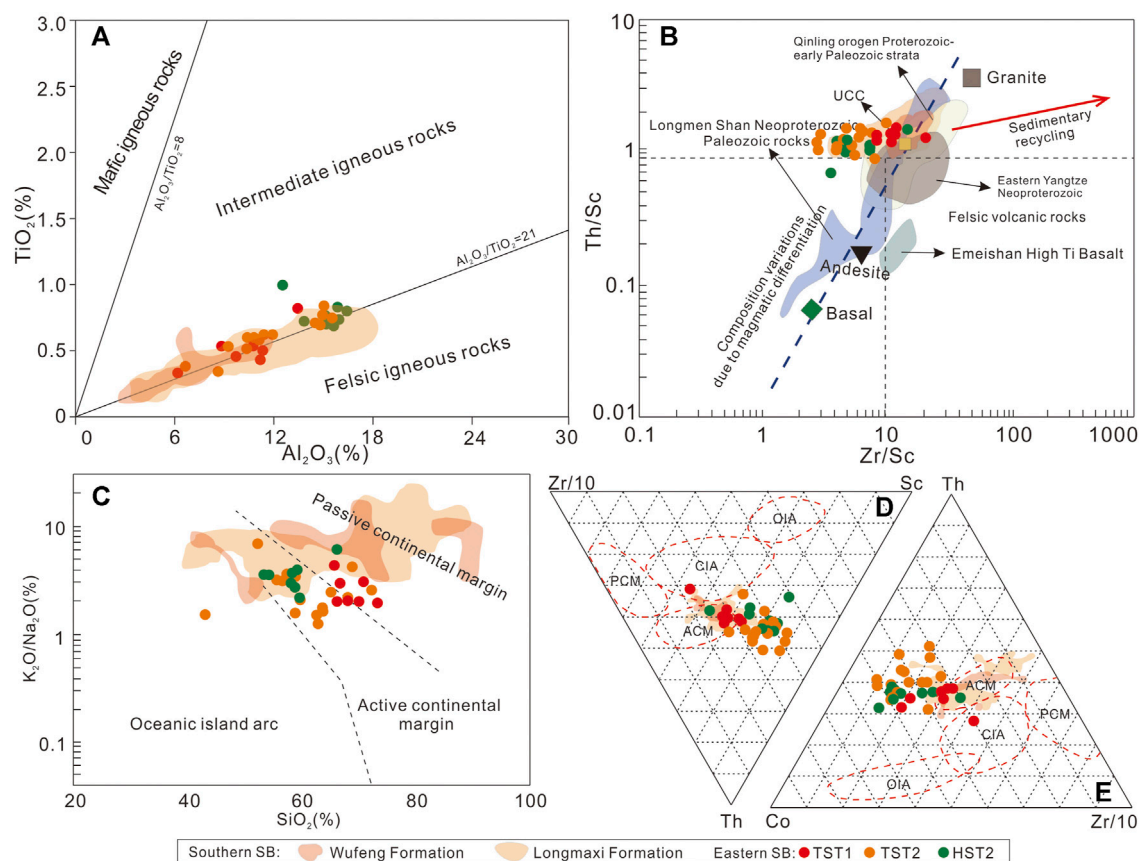 A
3.0
2.5
2.0
1.5
1.0
0.5
0
TiO₂(%)
Mafic igneous rocks
Al₂O₃/TiO₂=8
Intermediate igneous rocks
Al₂O₃/TiO₂=21
Felsic igneous rocks
0 6 12 18 24 30
Al₂O₃(%)
B
10
1
0.1
0.01
Th/Sc
Qinling orogen Proterozoic-
early Paleozoic strata
Granite
UCC
Longmen Shan Neoproterozoic
Paleozoic rocks
Sedimentary
recycling
Eastern Yangtze
Neoproterozoic
Felsic volcanic rocks
Emeishan High Ti Basalt
Andesite
Composition variations
due to magmatic differentiation
Basal
0.1 1 10 100 1000
Zr/Sc
C
10
1
0.1
K₂O/Na₂O(%)
Passive continental
margin
Oceanic island arc
Active continental
margin
20 40 60 80 100
SiO₂(%)
Zr/10 Sc
D
OIA
CIA
PCM
ACM
Th
Th
ACM
PCM
CIA
OIA
E
Co Zr/10
Southern SB: Wufeng Formation Longmaxi Formation Eastern SB: TST1 TST2 HST2